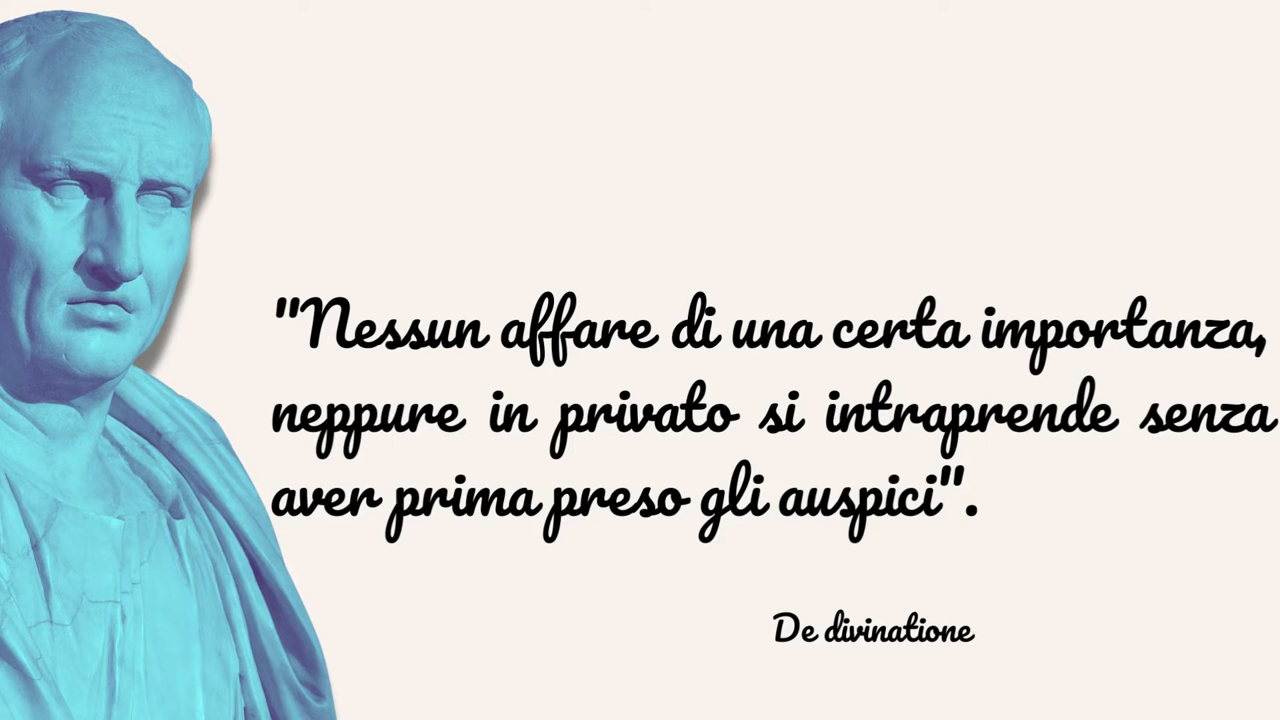 "Nessun affare di una certa importanza,
neppure in privato si intraprende senza
aver prima preso gli auspici".
De divinatione